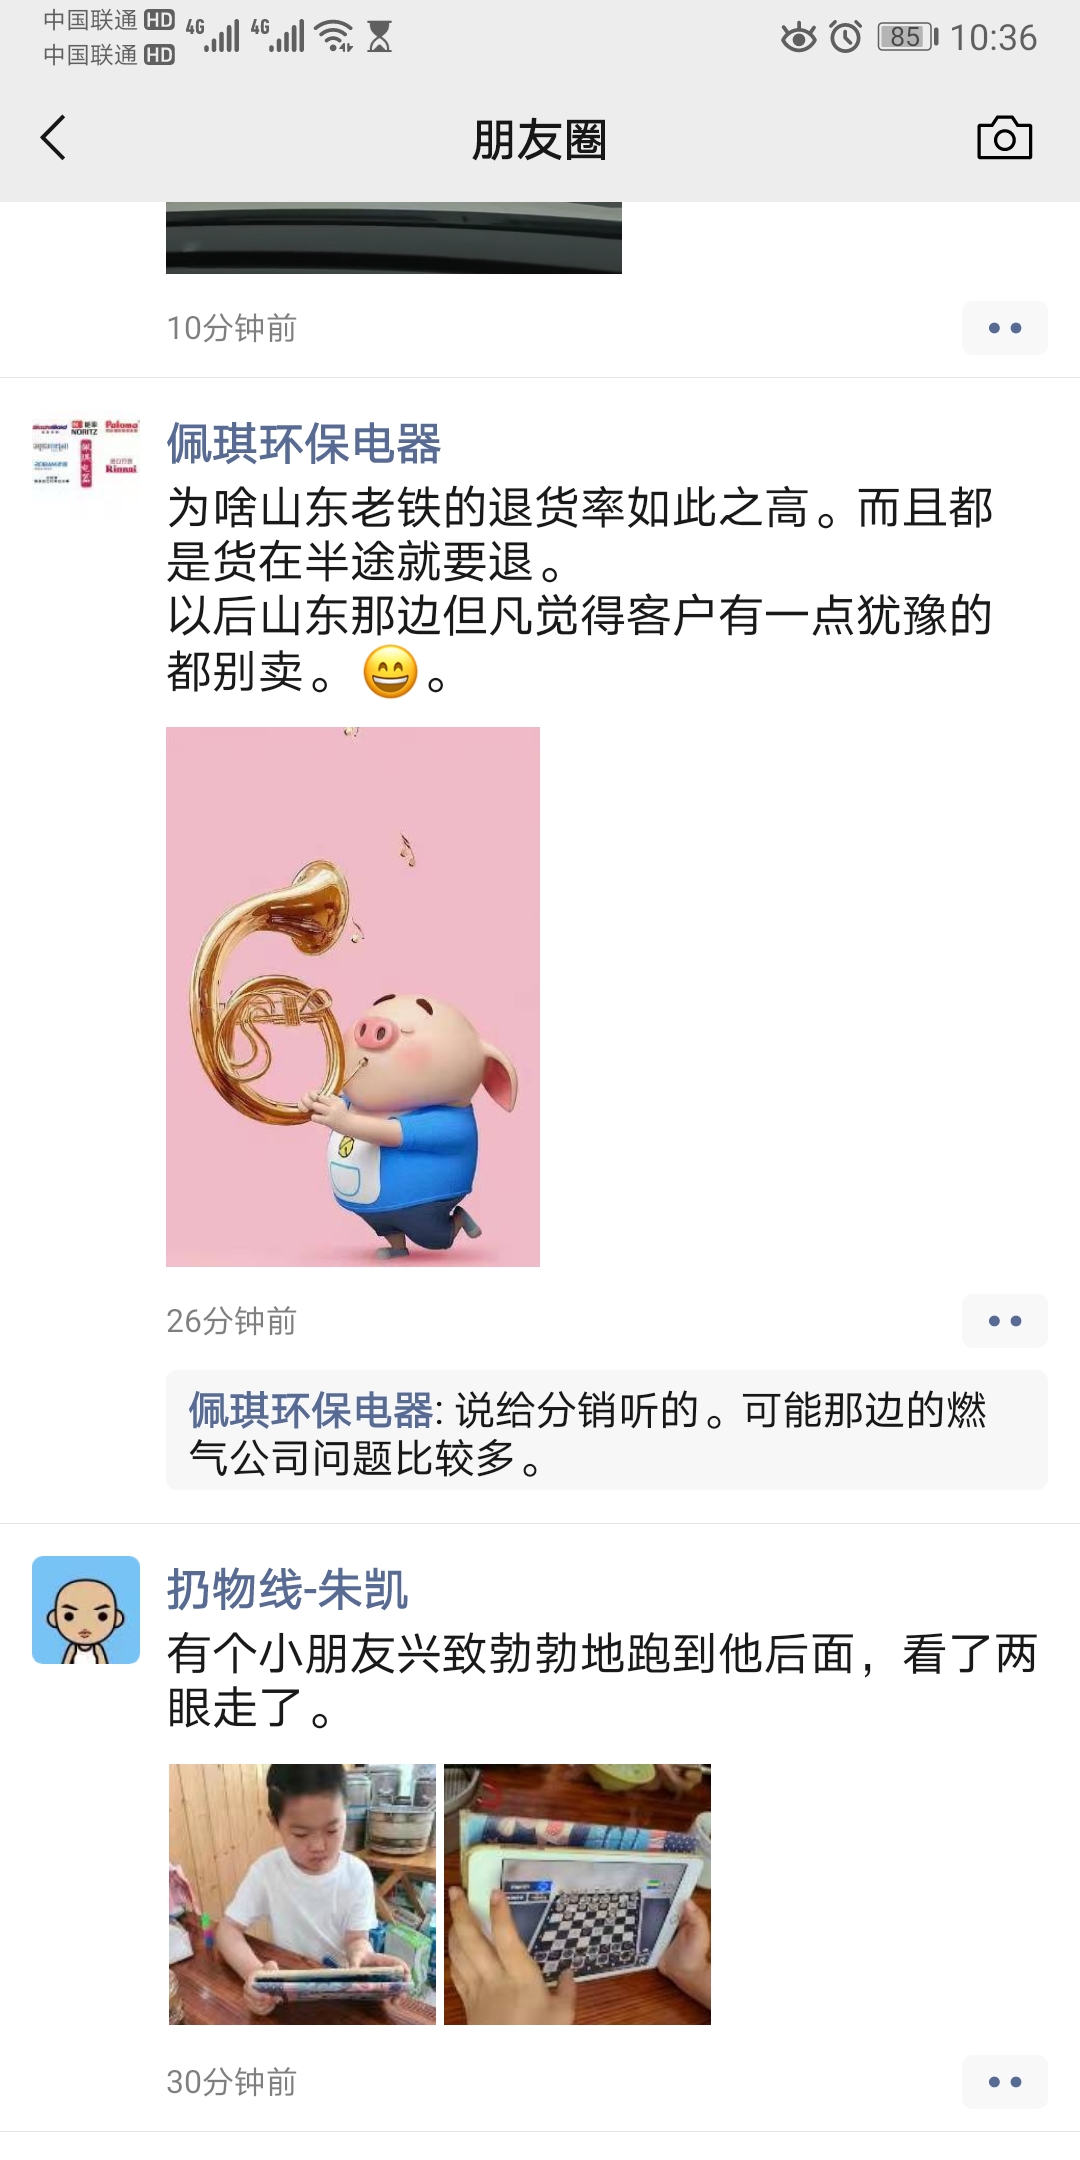 中国联通 HD
中国联通 HD
4G 4G
85 10:36
朋友圈
10分钟前
NORITZ
Paloma
Rinnai
佩琪环保电器
为啥山东老铁的退货率如此之高。而且都
是货在半途就要退。
以后山东那边但凡觉得客户有一点犹豫的
都别卖。😄。
26分钟前
佩琪环保电器: 说给分销听的。可能那边的燃
气公司问题比较多。
扔物线-朱凯
有个小朋友兴致勃勃地跑到他后面，看了两
眼走了。
30分钟前